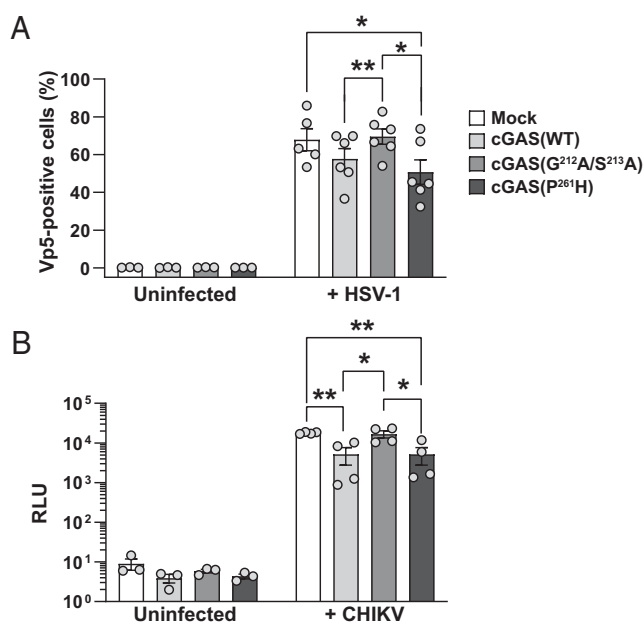 A
*
**
*
Vp5-positive cells (%)
100
80
60
40
20
0
Uninfected
+ HSV-1
Mock
cGAS(WT)
cGAS(G²¹²A/S²¹³A)
cGAS(P²⁶¹H)
B
**
*
**
*
RLU
10⁵
10⁴
10³
10²
10¹
10⁰
Uninfected
+ CHIKV